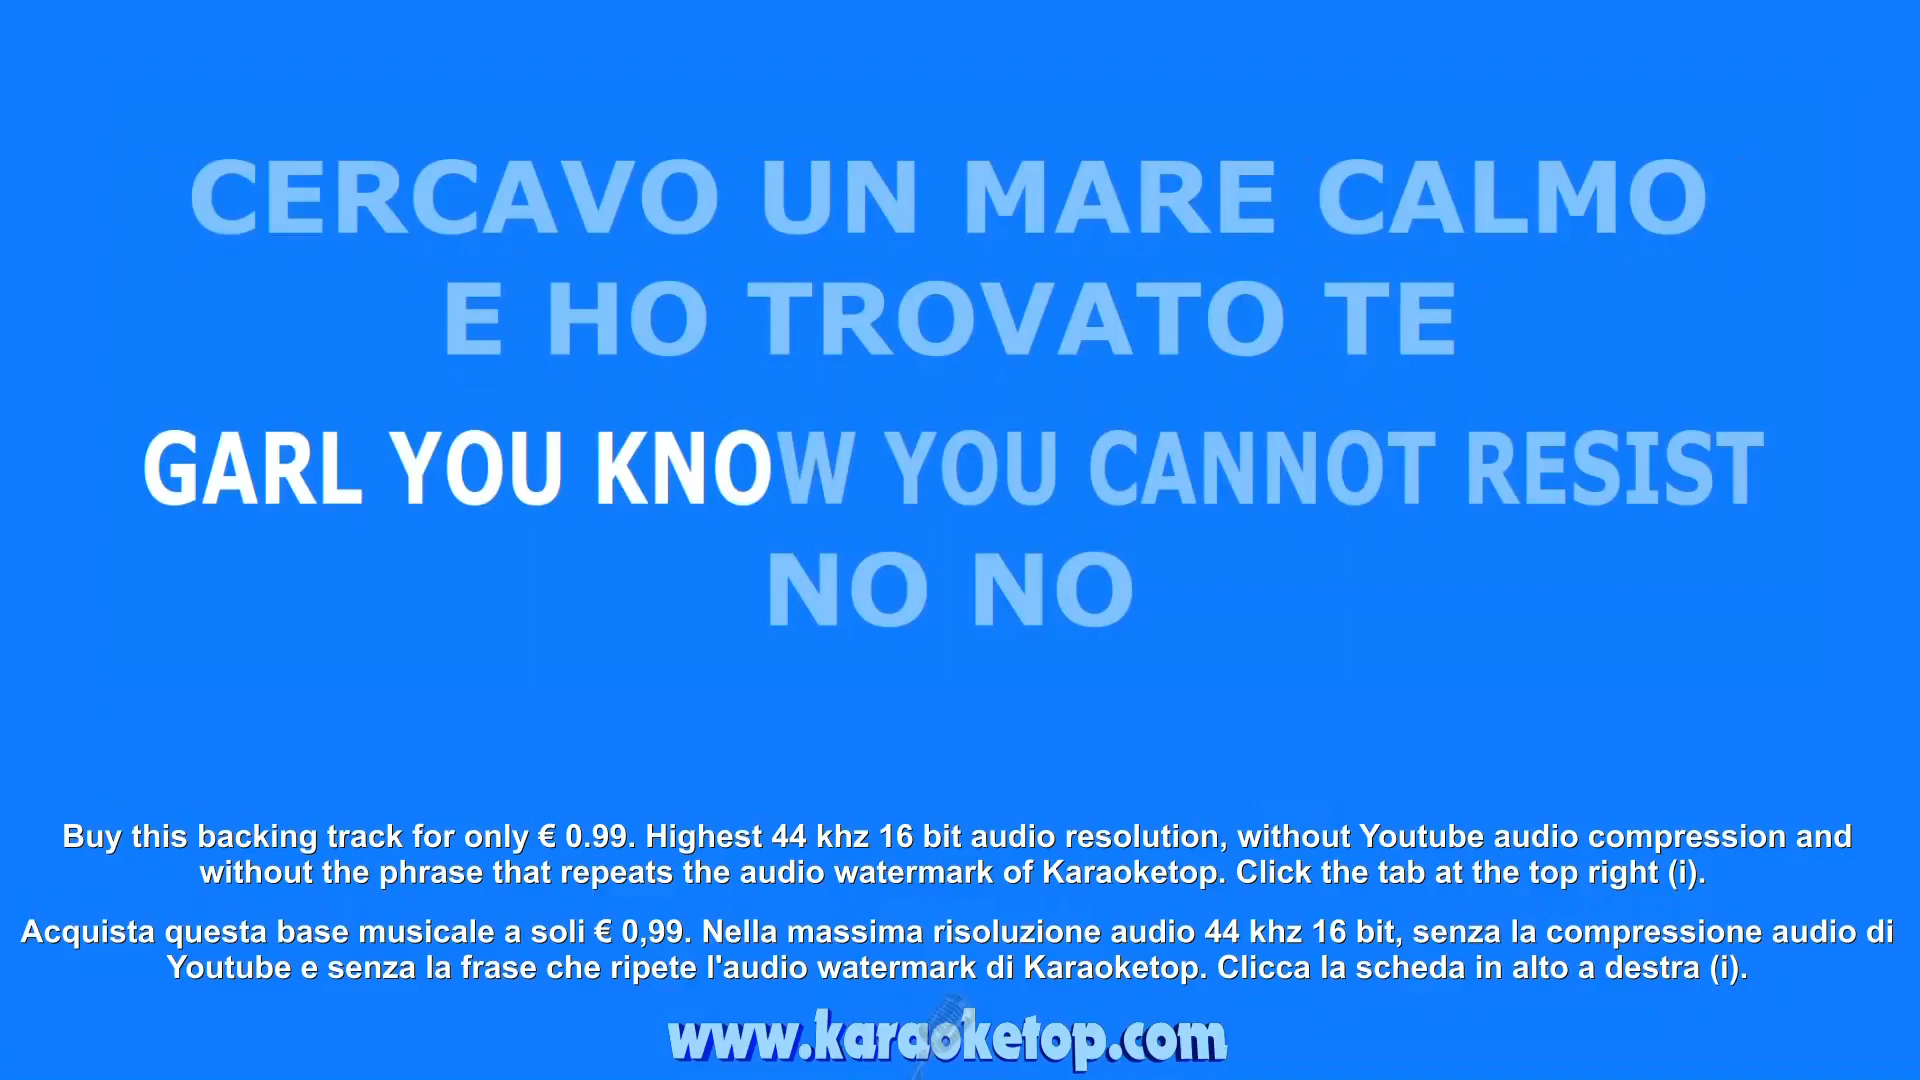 CERCAVO UN MARE CALMO
E HO TROVATO TE
GARL YOU KNOW YOU CANNOT RESIST
NO NO
Buy this backing track for only € 0.99. Highest 44 khz 16 bit audio resolution, without Youtube audio compression and
without the phrase that repeats the audio watermark of Karaoketop. Click the tab at the top right (i).
Acquista questa base musicale a soli € 0,99. Nella massima risoluzione audio 44 khz 16 bit, senza la compressione audio di
Youtube e senza la frase che ripete l'audio watermark di Karaoketop. Clicca la scheda in alto a destra (i).
www.karaoketop.com